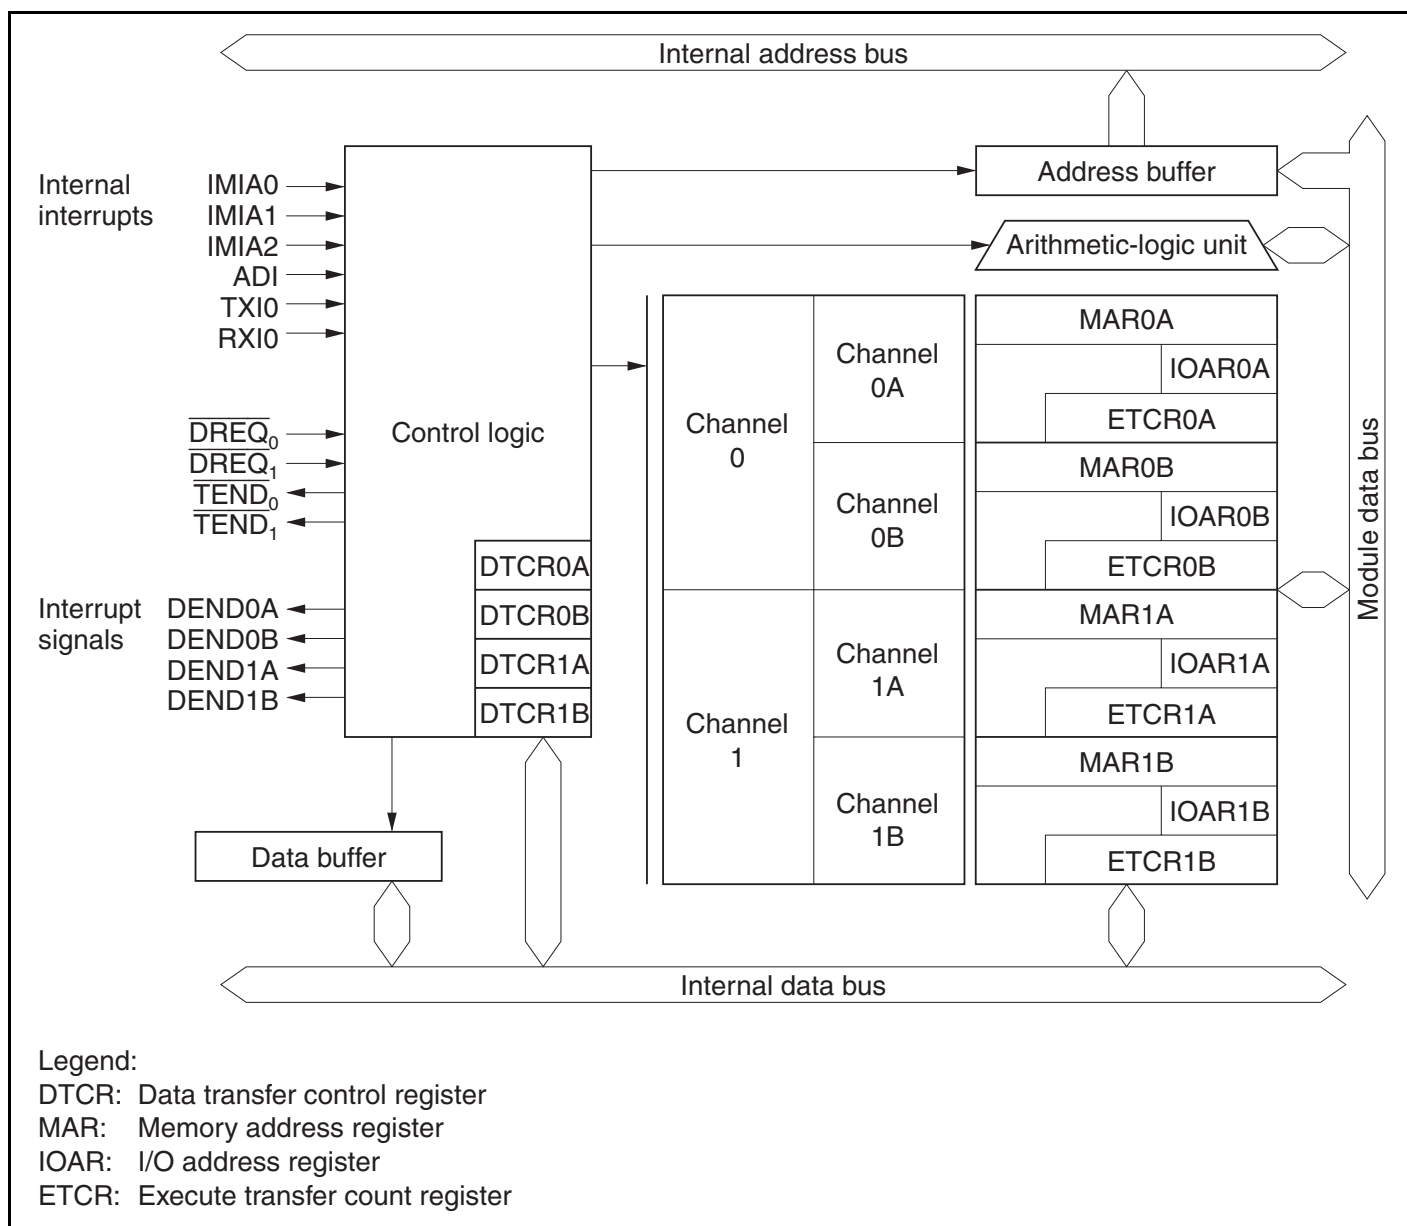 Internal address bus
Internal interrupts
IMIA0
IMIA1
IMIA2
ADI
TXI0
RXI0
DREQ0
DREQ1
TEND0
TEND1
Interrupt signals
DEND0A
DEND0B
DEND1A
DEND1B
Control logic
DTCR0A
DTCR0B
DTCR1A
DTCR1B
Data buffer
Address buffer
Arithmetic-logic unit
Channel 0
Channel 1
Channel 0A
Channel 0B
Channel 1A
Channel 1B
MAR0A
IOAR0A
ETCR0A
MAR0B
IOAR0B
ETCR0B
MAR1A
IOAR1A
ETCR1A
MAR1B
IOAR1B
ETCR1B
Module data bus
Internal data bus
Legend:
DTCR: Data transfer control register
MAR: Memory address register
IOAR: I/O address register
ETCR: Execute transfer count register